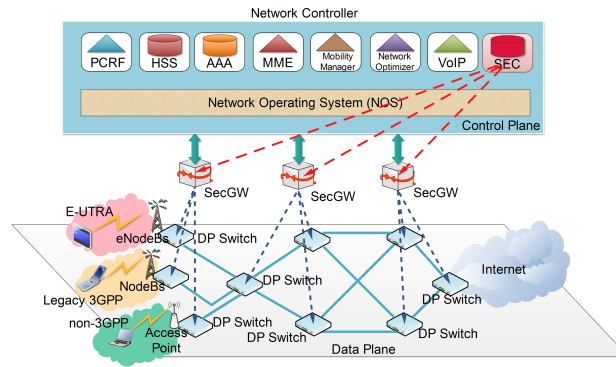 Network Controller
PCRF
HSS
AAA
MME
Mobility
Manager
Network
Optimizer
VoIP
SEC
Network Operating System (NOS)
Control Plane
SecGW
SecGW
SecGW
E-UTRA
eNodeBs
DP Switch
Legacy 3GPP
NodeBs
DP Switch
Internet
DP Switch
non-3GPP
Access
Point
DP Switch
DP Switch
DP Switch
Data Plane